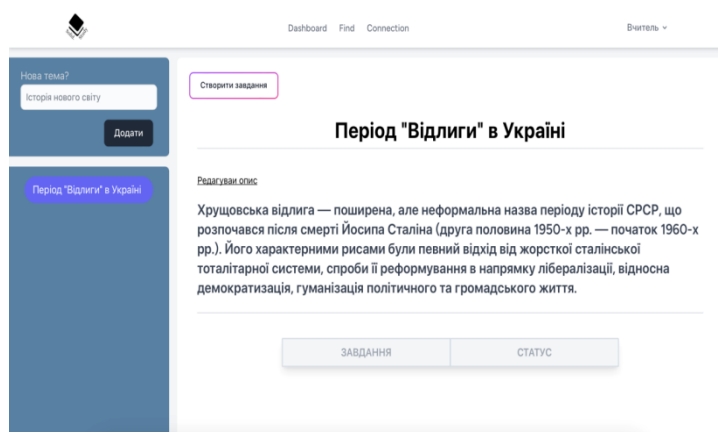 Dashboard Find Connection Вчитель
Нова тема?
Історія нового світу
Додати
Період "Відлиги" в Україні
Створити завдання
Період "Відлиги" в Україні
Редагуваи опис
Хрущовська відлига — поширена, але неформальна назва періоду історії СРСР, що
розпочався після смерті Йосипа Сталіна (друга половина 1950-х рр. — початок 1960-х
рр.). Його характерними рисами були певний відхід від жорсткої сталінської
тоталітарної системи, спроби її реформування в напрямку лібералізації, відносна
демократизація, гуманізація політичного та громадського життя.
ЗАВДАННЯ СТАТУС